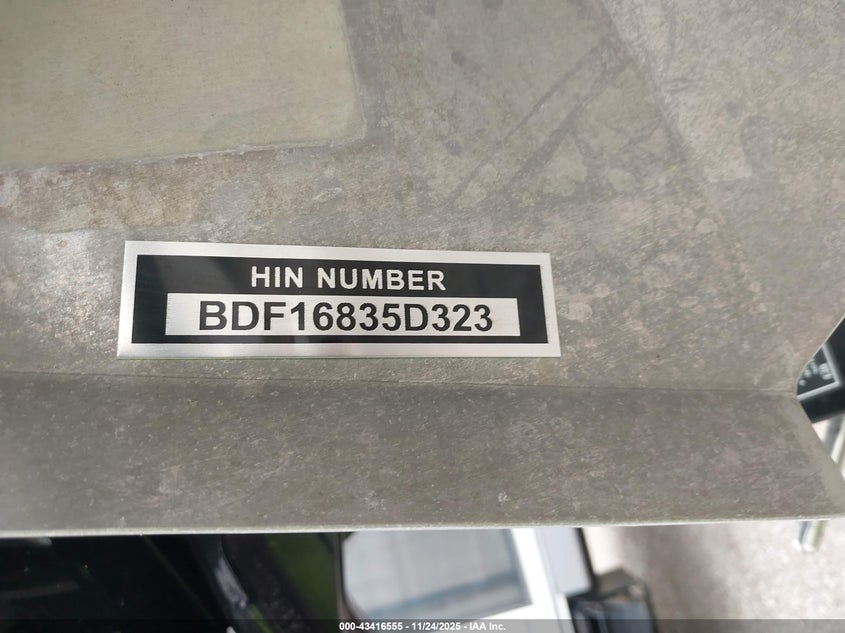 HIN NUMBER
BDF16835D323
000-43416555 - 11/24/2025 - IAA Inc.